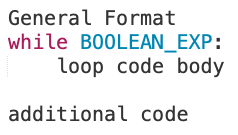 General Format
while BOOLEAN_EXP:
    loop code body

additional code